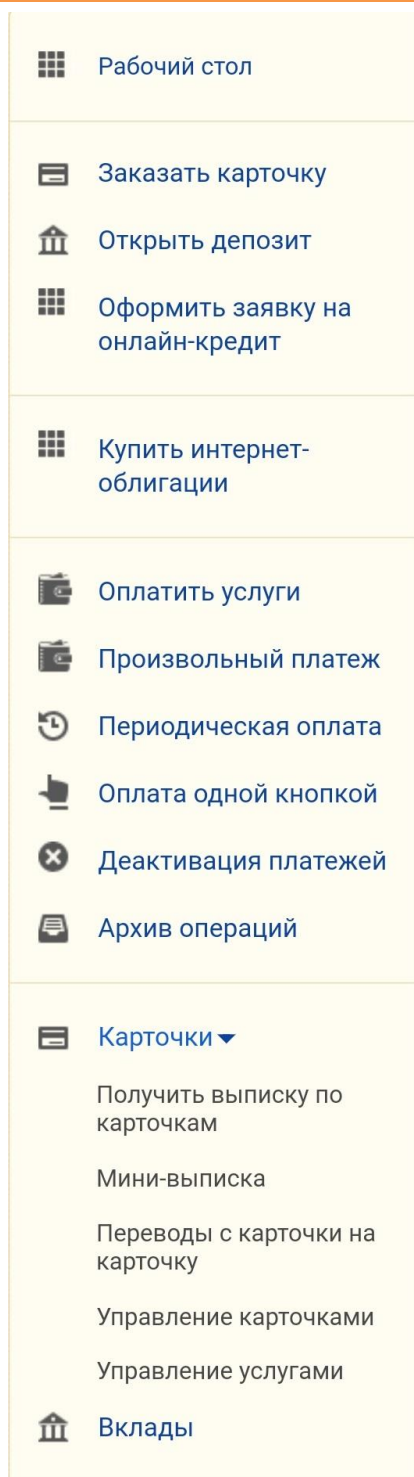 Рабочий стол
Заказать карточку
Открыть депозит
Оформить заявку на
онлайн-кредит
Купить интернет-
облигации
Оплатить услуги
Произвольный платеж
Периодическая оплата
Оплата одной кнопкой
Деактивация платежей
Архив операций
Карточки
Получить выписку по
карточкам
Мини-выписка
Переводы с карточки на
карточку
Управление карточками
Управление услугами
Вклады